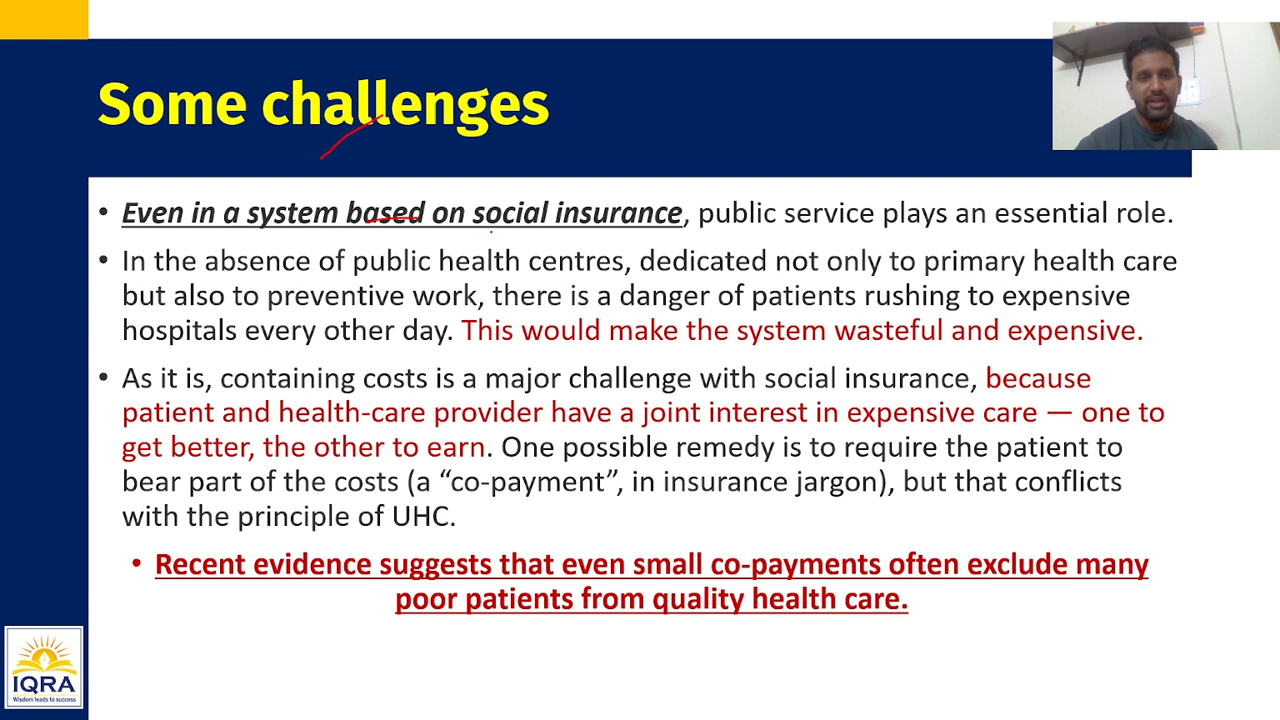 Some challenges
• Even in a system based on social insurance, public service plays an essential role.
• In the absence of public health centres, dedicated not only to primary health care
but also to preventive work, there is a danger of patients rushing to expensive
hospitals every other day. This would make the system wasteful and expensive.
• As it is, containing costs is a major challenge with social insurance, because
patient and health-care provider have a joint interest in expensive care — one to
get better, the other to earn. One possible remedy is to require the patient to
bear part of the costs (a “co-payment”, in insurance jargon), but that conflicts
with the principle of UHC.
• Recent evidence suggests that even small co-payments often exclude many
poor patients from quality health care.
IQRA
Wisdom leads to success